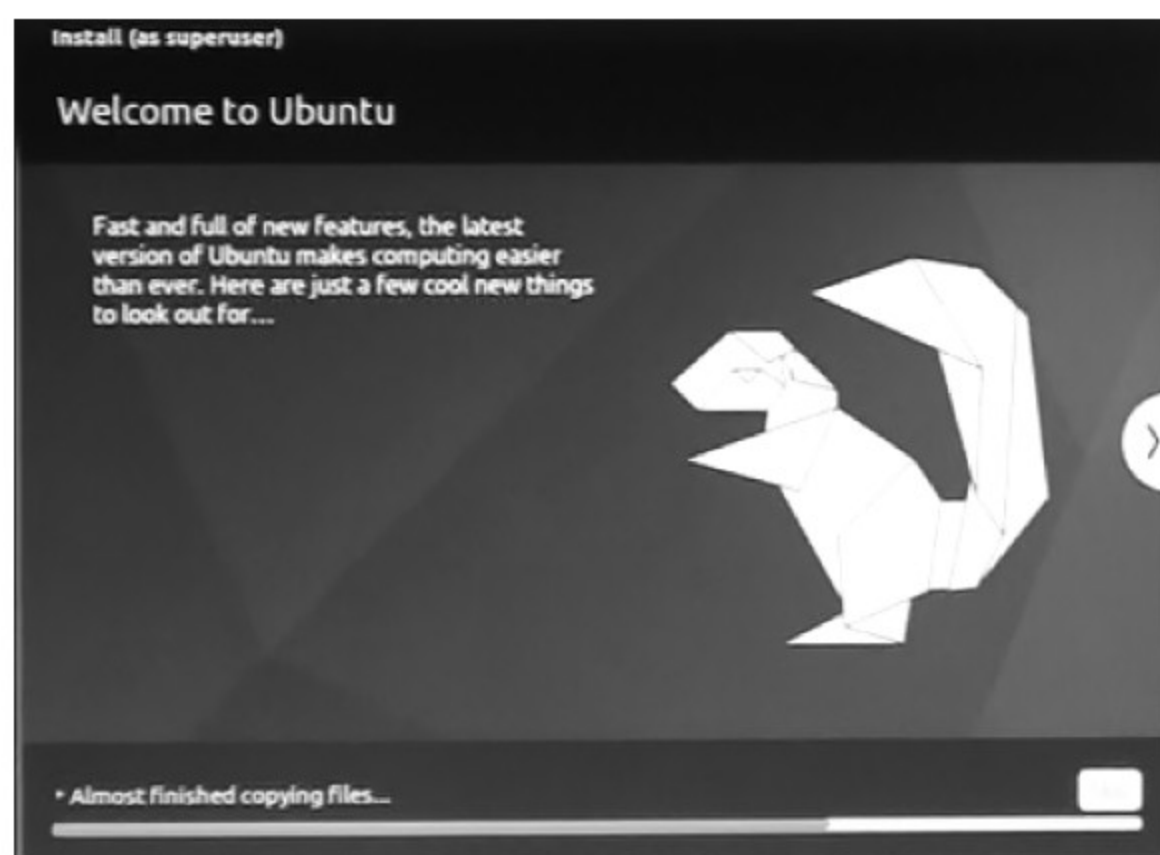 Install (as superuser)
Welcome to Ubuntu
Fast and full of new features, the latest
version of Ubuntu makes computing easier
than ever. Here are just a few cool new things
to look out for...
Almost finished copying files...